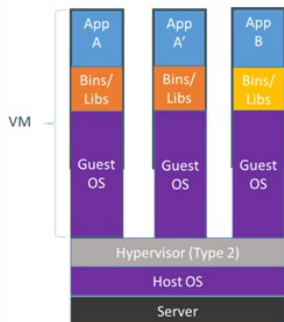 App
A
App
A'
App
B
Bins/
Libs
Bins/
Libs
Bins/
Libs
VM
Guest
OS
Guest
OS
Guest
OS
Hypervisor (Type 2)
Host OS
Server